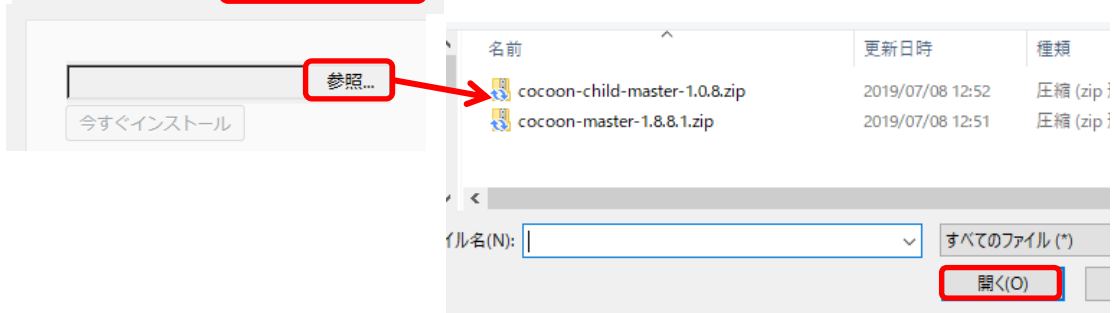 参照...
今すぐインストール
名前 更新日時 種類
cocoon-child-master-1.0.8.zip 2019/07/08 12:52 圧縮 (zip
cocoon-master-1.8.8.1.zip 2019/07/08 12:51 圧縮 (zip
イル名(N): すべてのファイル (*)
開く(O)